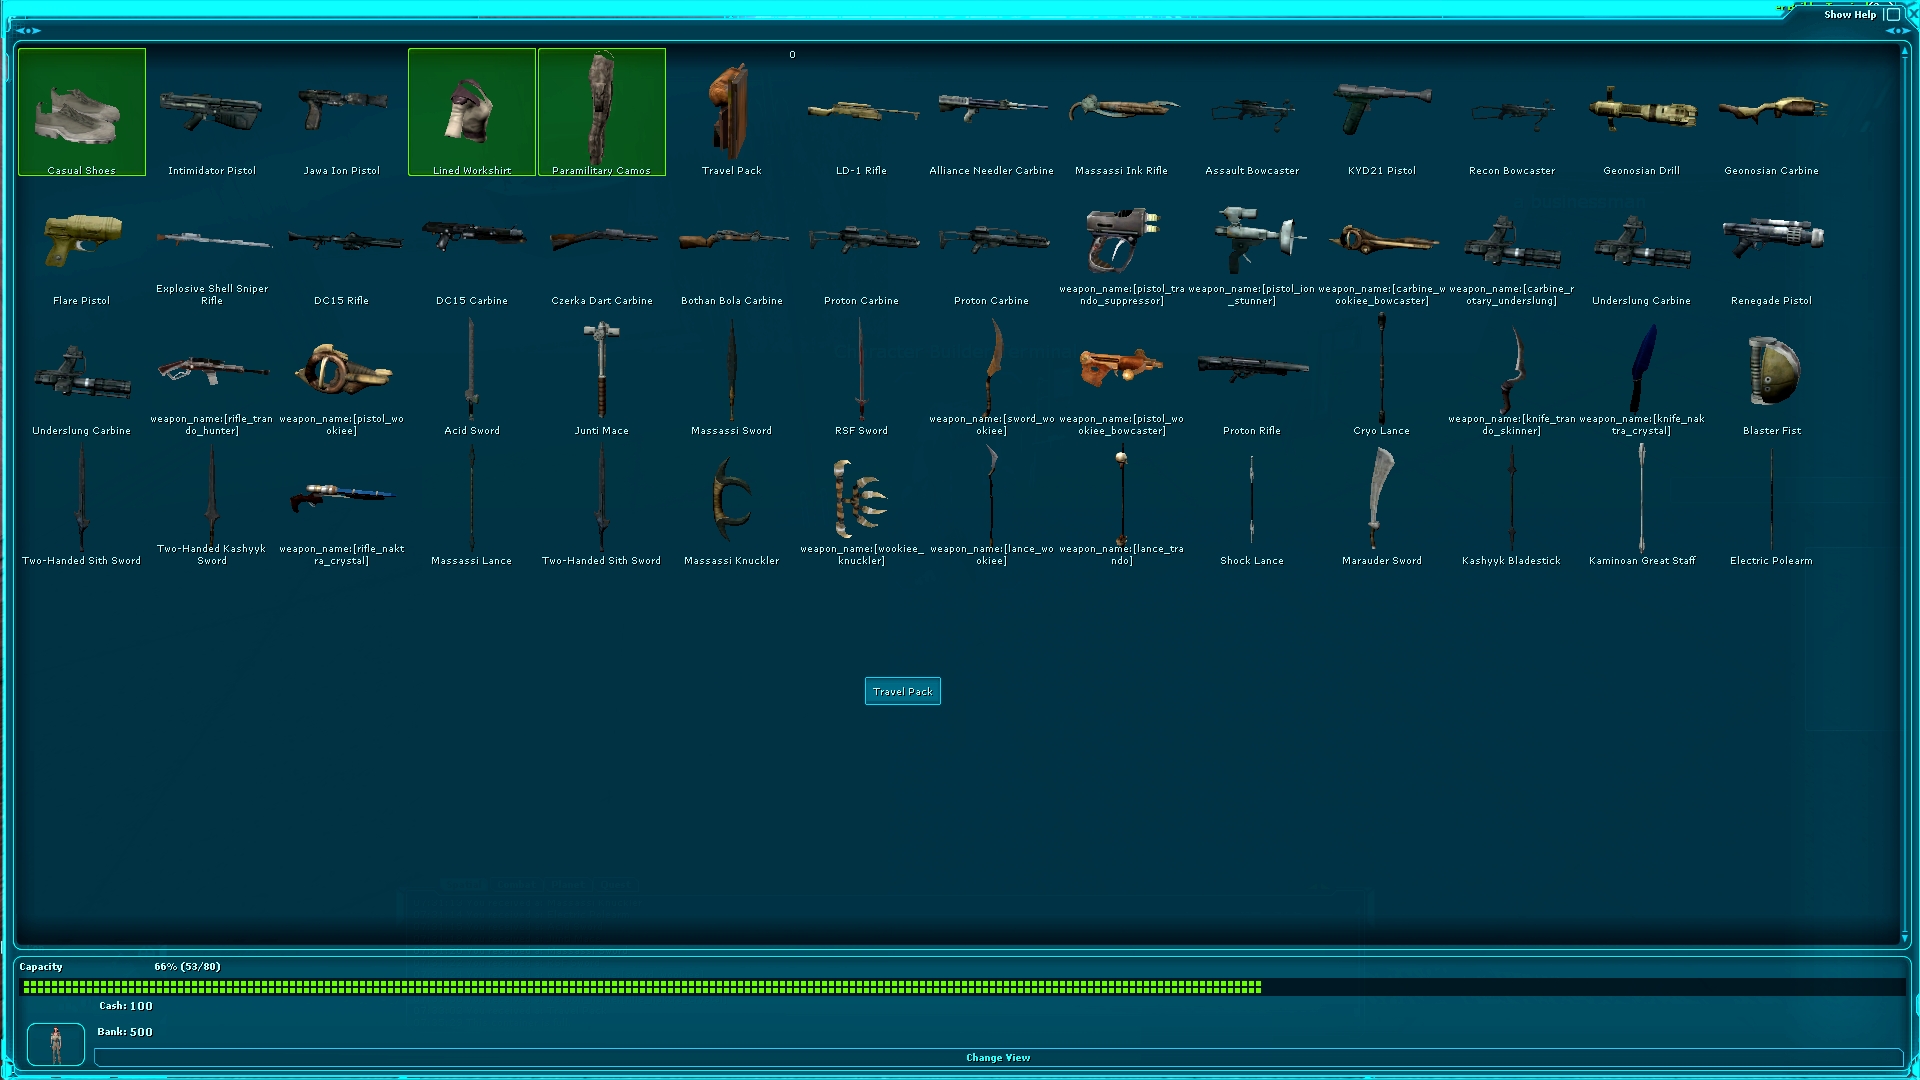 Show Help
0
Casual Shoes
Intimidator Pistol
Jawa Ion Pistol
Lined Workshirt
Paramilitary Camos
Travel Pack
LD-1 Rifle
Alliance Needler Carbine
Massassi Ink Rifle
Assault Bowcaster
KYD21 Pistol
Recon Bowcaster
Geonosian Drill
Geonosian Carbine
Flare Pistol
Explosive Shell Sniper
Rifle
DC15 Rifle
DC15 Carbine
Czerka Dart Carbine
Bothan Bola Carbine
Proton Carbine
Proton Carbine
weapon_name:[pistol_tra
ndo_suppressor]
weapon_name:[pistol_ion
_stunner]
weapon_name:[carbine_w
ookiee_bowcaster]
weapon_name:[carbine_r
otary_underslung]
Underslung Carbine
Renegade Pistol
Underslung Carbine
weapon_name:[rifle_tran
do_hunter]
weapon_name:[pistol_wo
okiee]
Acid Sword
Junti Mace
Massassi Sword
RSF Sword
weapon_name:[sword_wo
okiee]
weapon_name:[pistol_wo
okiee_bowcaster]
Proton Rifle
Cryo Lance
weapon_name:[knife_tran
do_skinner]
weapon_name:[knife_nak
tra_crystal]
Blaster Fist
Two-Handed Sith Sword
Two-Handed Kashyyk
Sword
weapon_name:[rifle_nakt
ra_crystal]
Massassi Lance
Two-Handed Sith Sword
Massassi Knuckler
weapon_name:[wookiee_
knuckler]
weapon_name:[lance_wo
okiee]
weapon_name:[lance_tra
ndo]
Shock Lance
Marauder Sword
Kashyyk Bladestick
Kaminoan Great Staff
Electric Polearm
Travel Pack
Capacity 66% (53/80)
Cash: 100
Bank: 500
Change View